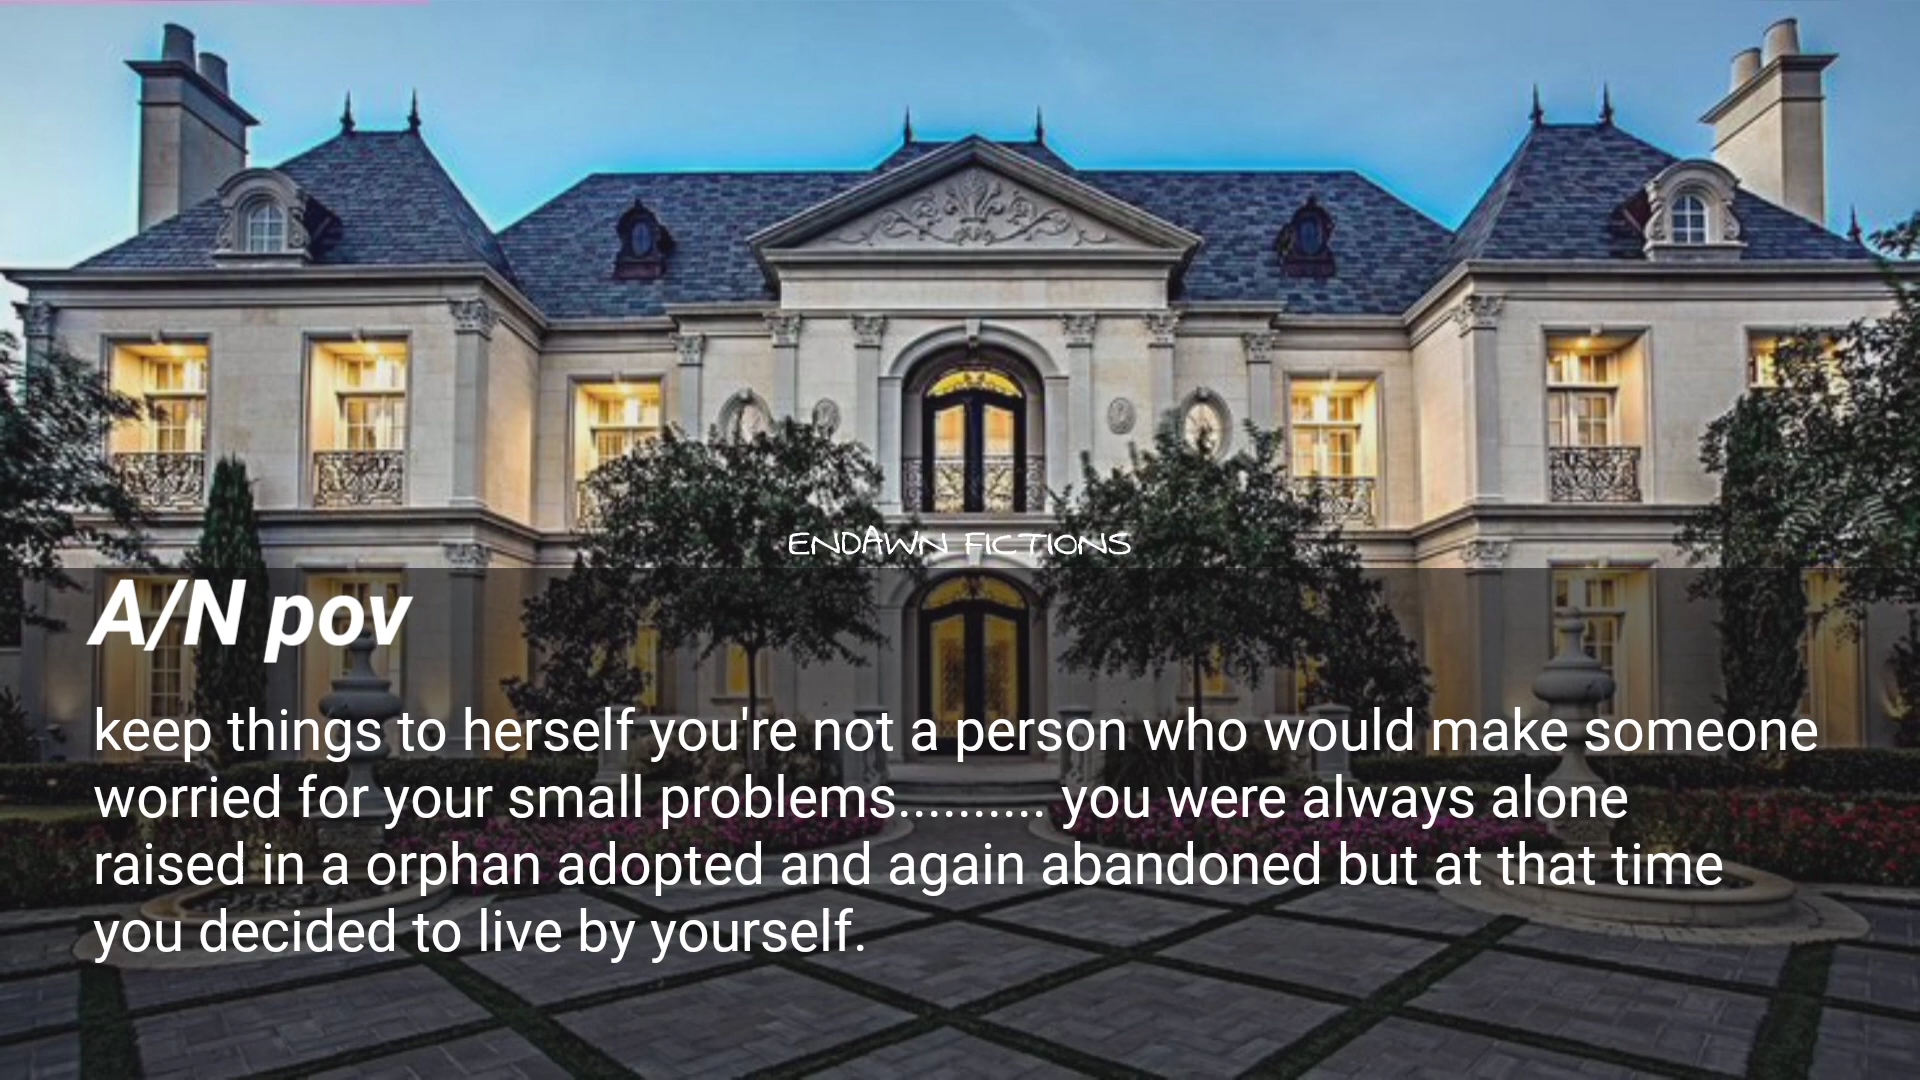 ENDAWN FICTIONS
A/N pov
keep things to herself you're not a person who would make someone
worried for your small problems.......... you were always alone
raised in a orphan adopted and again abandoned but at that time
you decided to live by yourself.